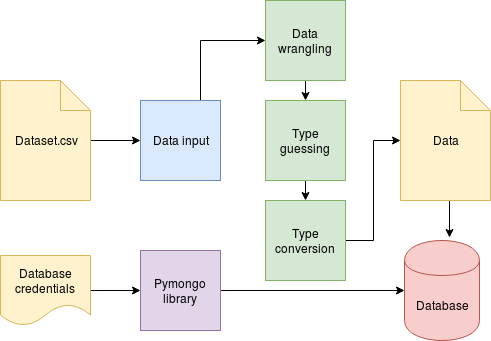 Data
wrangling
Dataset.csv
Data input
Type
guessing
Data
Type
conversion
Database
credentials
Pymongo
library
Database